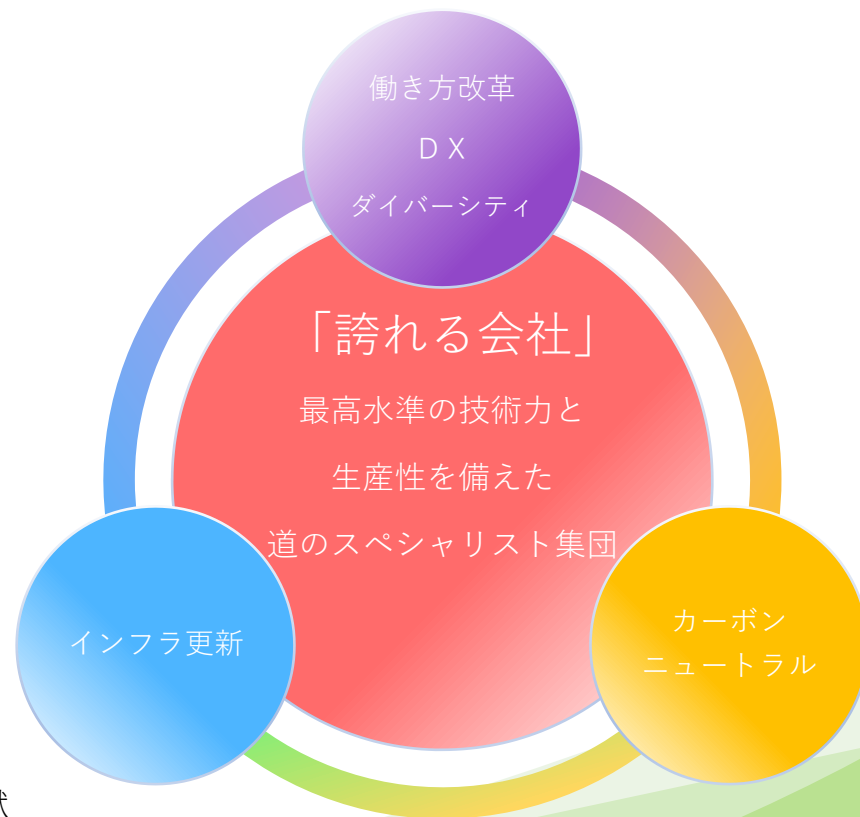 働き方改革
ＤＸ
ダイバーシティ
「誇れる会社」
最高水準の技術力と
生産性を備えた
道のスペシャリスト集団
インフラ更新
カーボン
ニュートラル